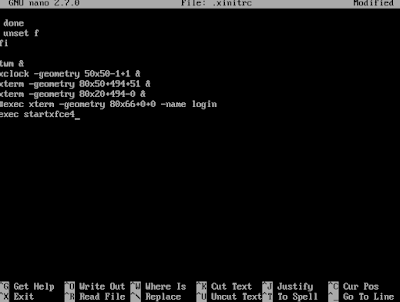 GNU nano 2.7.0 File: .xinitrc Modified
done
unset f
fi
twm &
xclock -geometry 50x50-1+1 &
xterm -geometry 80x50+494+51 &
xterm -geometry 80x20+494-0 &
#exec xterm -geometry 80x66+0+0 -name login
exec startxfce4_
^G Get Help ^O Write Out ^W Where Is ^K Cut Text ^J Justify ^C Cur Pos
^X Exit ^R Read File ^\ Replace ^U Uncut Text ^T To Spell ^_ Go To Line